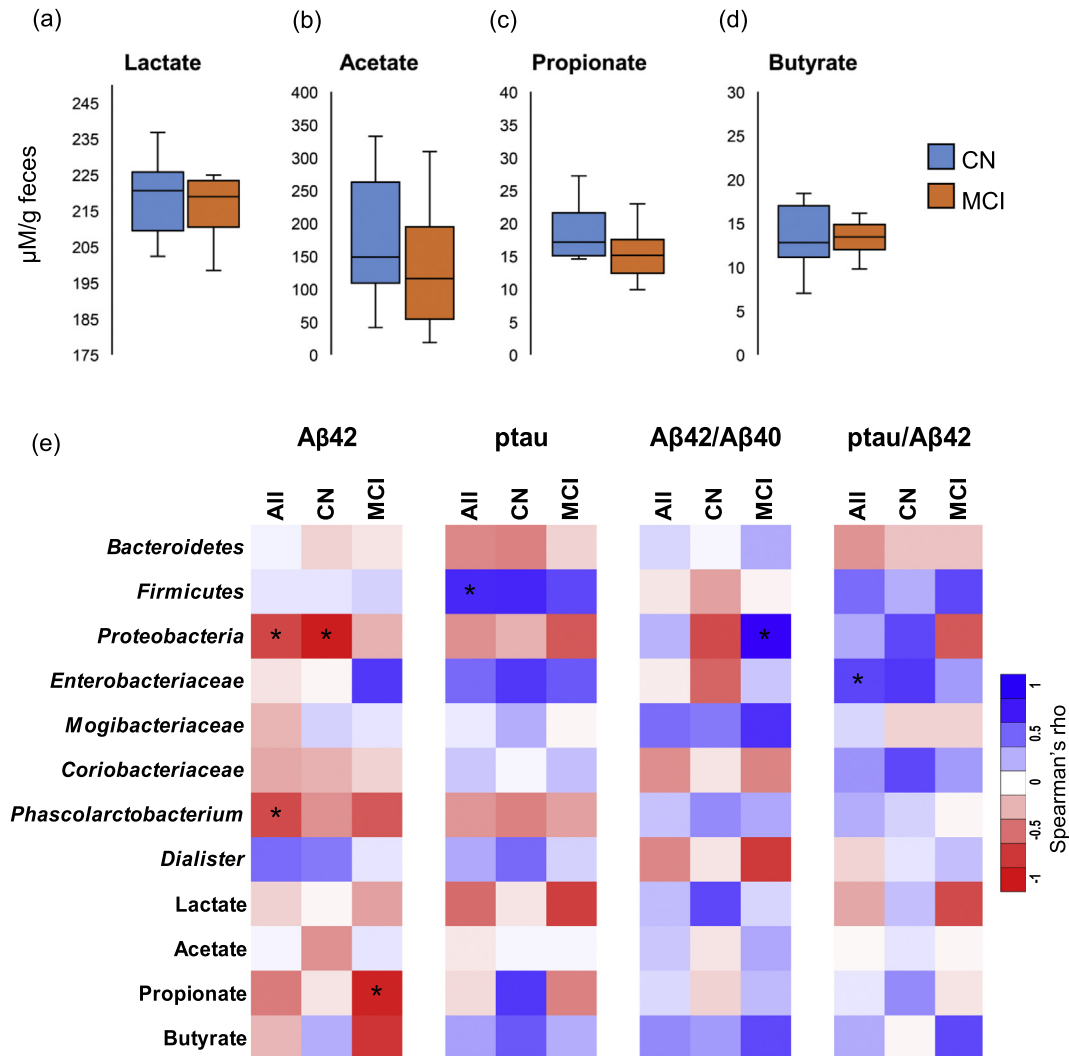 (a) (b) (c) (d)
Lactate Acetate Propionate Butyrate
µM/g feces
245
235
225
215
205
195
185
175
400
350
300
250
200
150
100
50
0
40
35
30
25
20
15
10
5
0
30
25
20
15
10
5
0
CN
MCI
(e)
Aβ42 ptau Aβ42/Aβ40 ptau/Aβ42
All CN MCI All CN MCI All CN MCI All CN MCI
Bacteroidetes
Firmicutes *
Proteobacteria * * *
Enterobacteriaceae *
Mogibacteriaceae
Coriobacteriaceae
Phascolarctobacterium *
Dialister
Lactate
Acetate
Propionate *
Butyrate
1
0.5
0
-0.5
-1
Spearman's rho